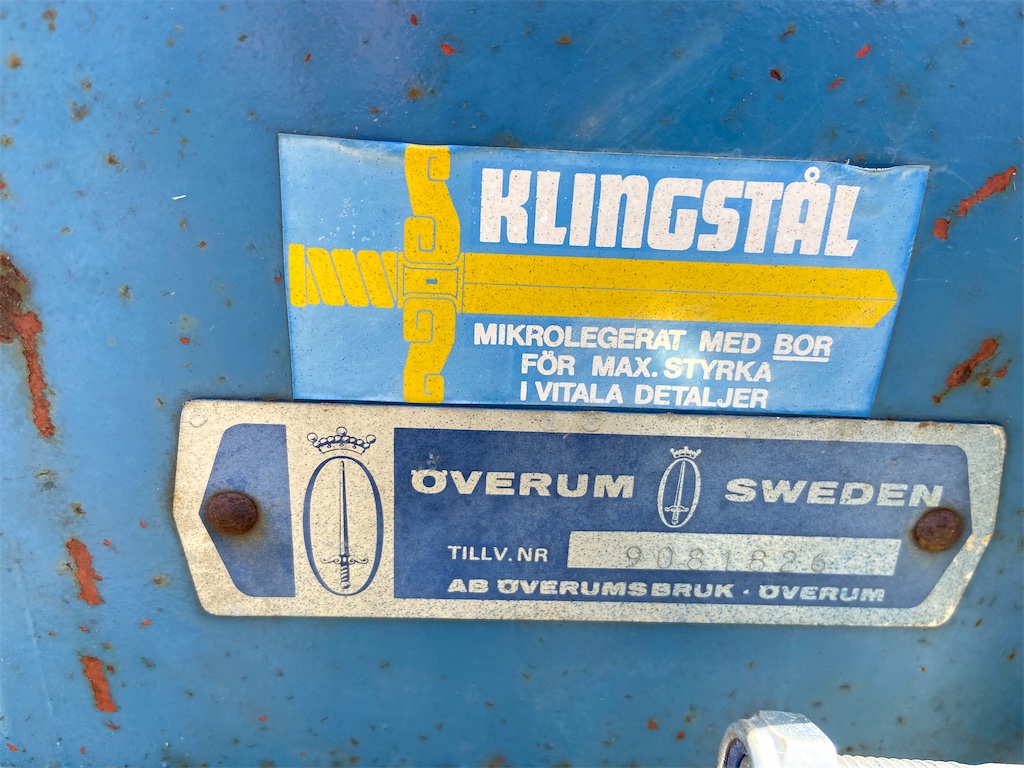 KLINGSTÅL
MIKROLEGERAT MED BOR
FÖR MAX. STYRKA
I VITALA DETALJER
ÖVERUM SWEDEN
TILLV. NR 9081826
AB ÖVERUMSBRUK · ÖVERUM